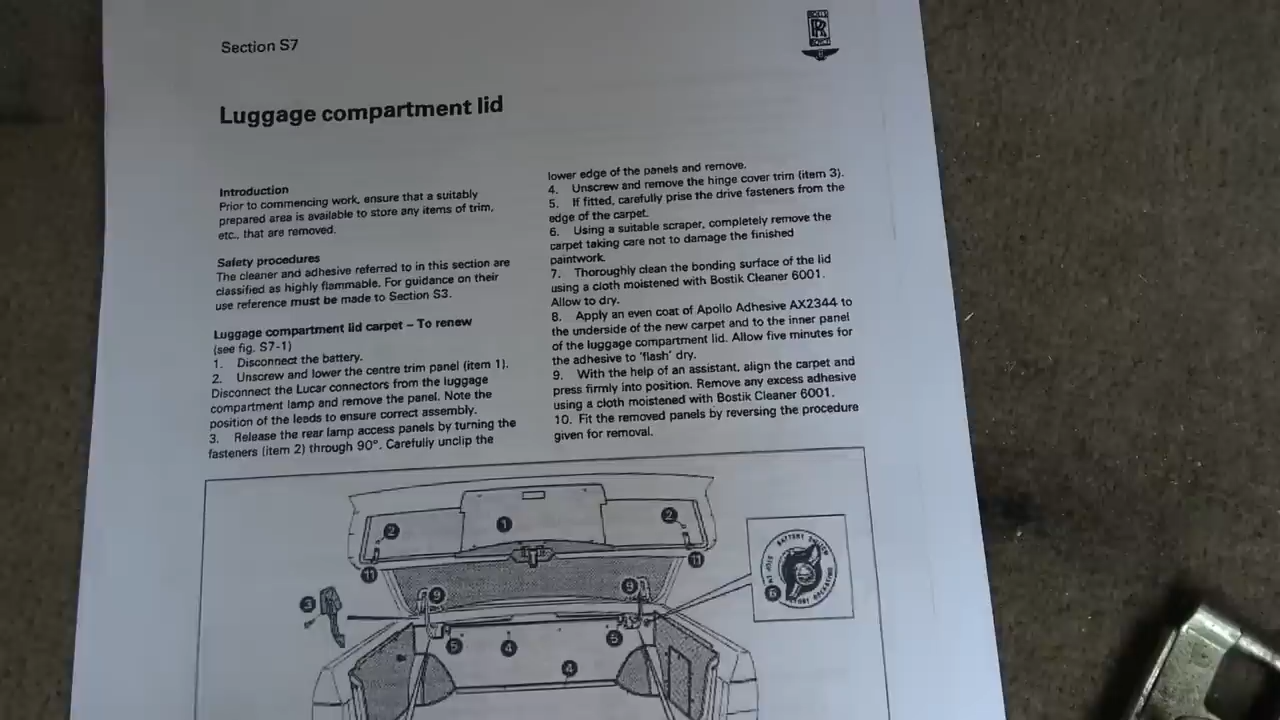 Section S7
ROLLS
RR
ROYCE
B
Luggage compartment lid
Introduction
Prior to commencing work, ensure that a suitably
prepared area is available to store any items of trim,
etc., that are removed.
Safety procedures
The cleaner and adhesive referred to in this section are
classified as highly flammable. For guidance on their
use reference must be made to Section S3.
Luggage compartment lid carpet – To renew
(see fig. S7-1)
1. Disconnect the battery.
2. Unscrew and lower the centre trim panel (item 1).
Disconnect the Lucar connectors from the luggage
compartment lamp and remove the panel. Note the
position of the leads to ensure correct assembly.
3. Release the rear lamp access panels by turning the
fasteners (item 2) through 90°. Carefully unclip the
lower edge of the panels and remove.
4. Unscrew and remove the hinge cover trim (item 3).
5. If fitted, carefully prise the drive fasteners from the
edge of the carpet.
6. Using a suitable scraper, completely remove the
carpet taking care not to damage the finished
paintwork.
7. Thoroughly clean the bonding surface of the lid
using a cloth moistened with Bostik Cleaner 6001.
Allow to dry.
8. Apply an even coat of Apollo Adhesive AX2344 to
the underside of the new carpet and to the inner panel
of the luggage compartment lid. Allow five minutes for
the adhesive to 'flash' dry.
9. With the help of an assistant, align the carpet and
press firmly into position. Remove any excess adhesive
using a cloth moistened with Bostik Cleaner 6001.
10. Fit the removed panels by reversing the procedure
given for removal.
2
1
2
11
11
BATTERY SWITCH
6
3
9
9
5
4
5
4